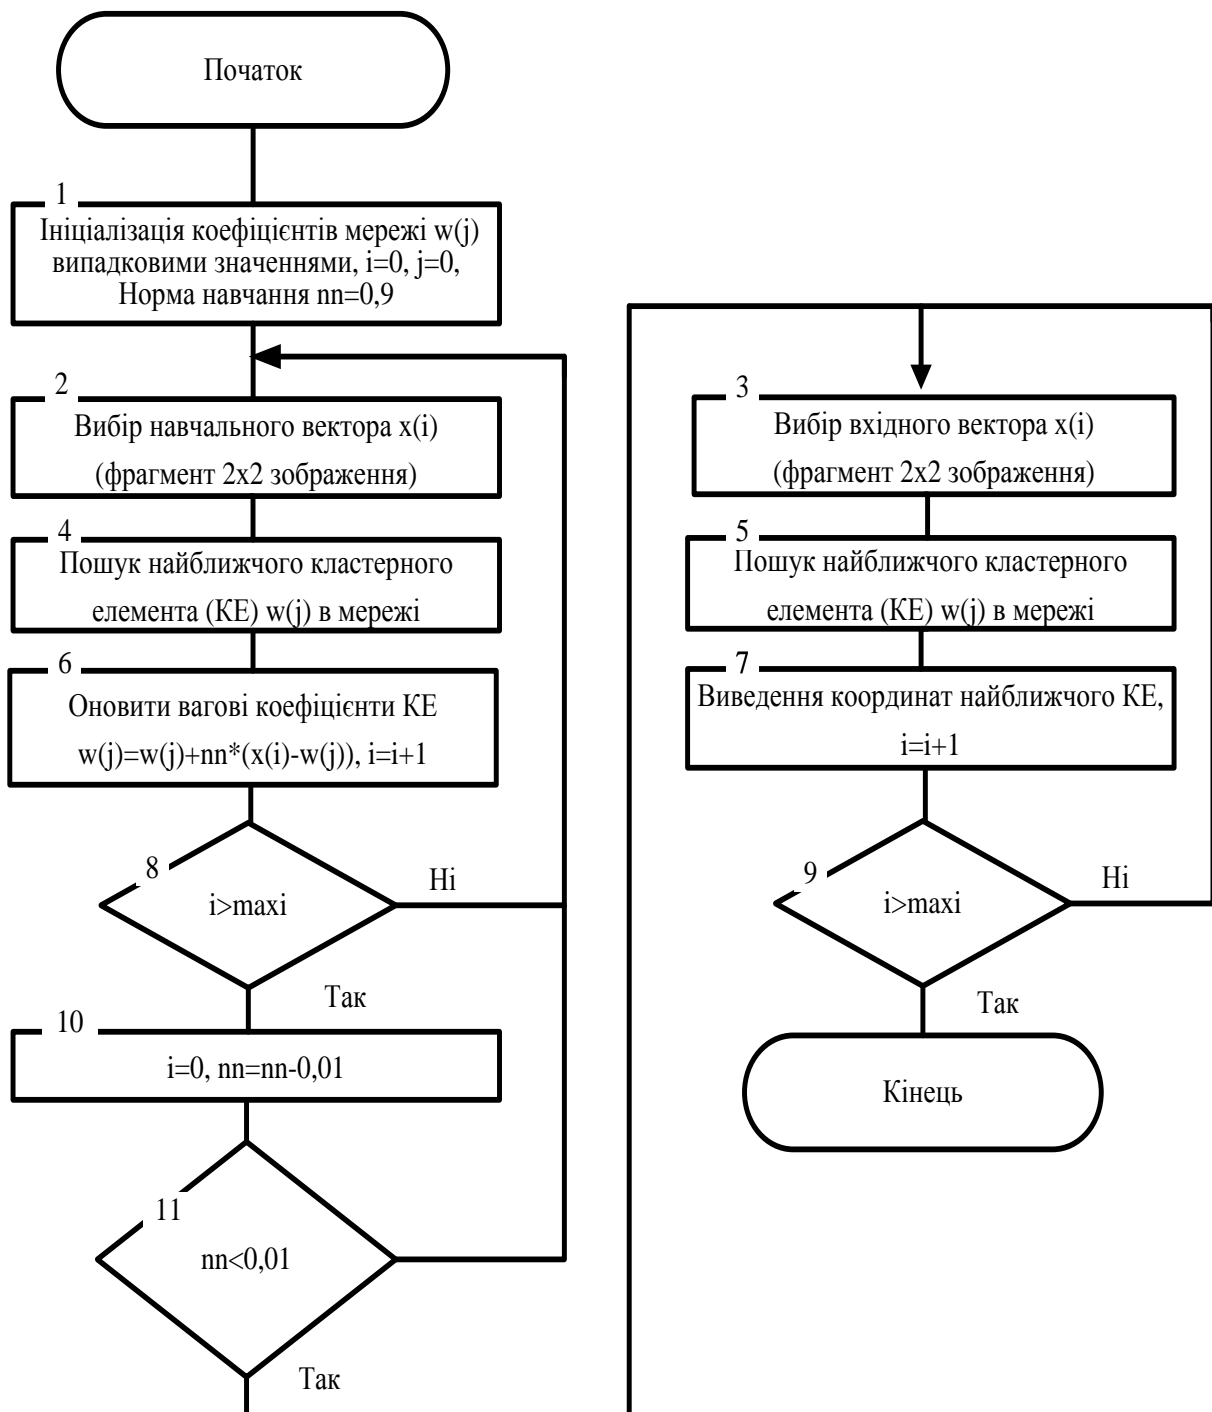 Початок
1
Ініціалізація коефіцієнтів мережі w(j)
випадковими значеннями, i=0, j=0,
Норма навчання nn=0,9
2
Вибір навчального вектора x(i)
(фрагмент 2x2 зображення)
4
Пошук найближчого кластерного
елемента (КЕ) w(j) в мережі
6
Оновити вагові коефіцієнти КЕ
w(j)=w(j)+nn*(x(i)-w(j)), i=i+1
8
i>maxi
Ні
Так
10
i=0, nn=nn-0,01
11
nn<0,01
Так
3
Вибір вхідного вектора x(i)
(фрагмент 2x2 зображення)
5
Пошук найближчого кластерного
елемента (КЕ) w(j) в мережі
7
Виведення координат найближчого КЕ,
i=i+1
9
i>maxi
Ні
Так
Кінець